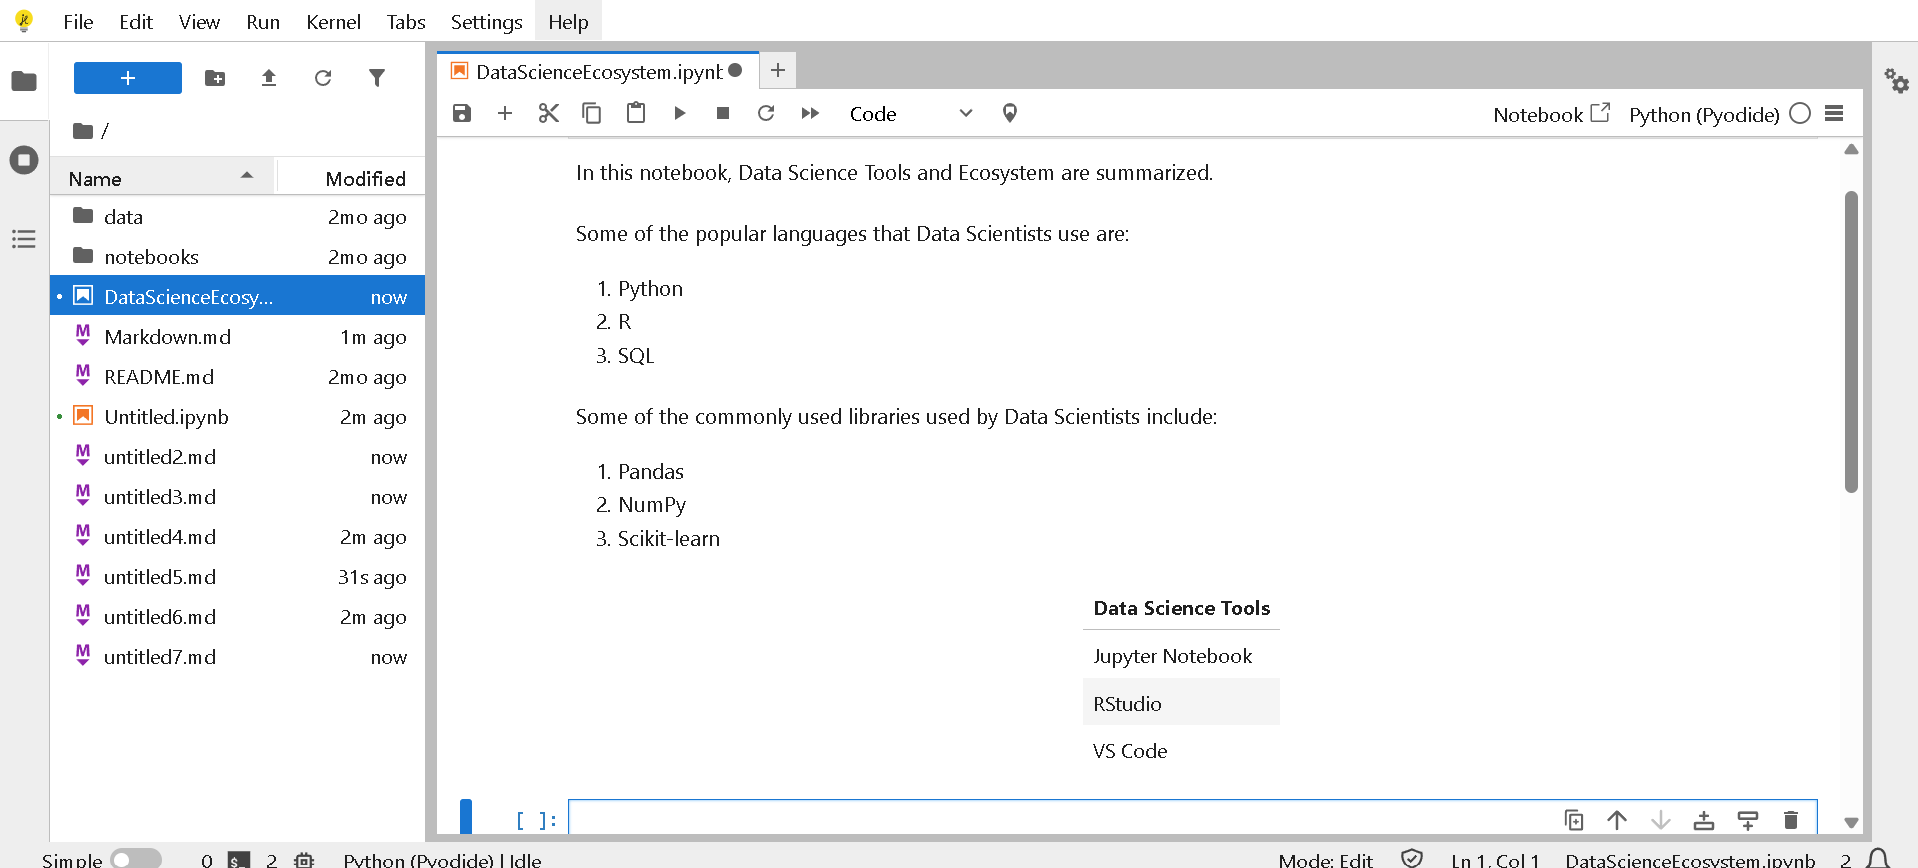 File Edit View Run Kernel Tabs Settings Help
+
DataScienceEcosystem.ipynb
+
Code
Notebook
Python (Pyodide)
/
Name Modified
data 2mo ago
notebooks 2mo ago
DataScienceEcosy... now
Markdown.md 1m ago
README.md 2mo ago
Untitled.ipynb 2m ago
untitled2.md now
untitled3.md now
untitled4.md 2m ago
untitled5.md 31s ago
untitled6.md 2m ago
untitled7.md now
In this notebook, Data Science Tools and Ecosystem are summarized.
Some of the popular languages that Data Scientists use are:
1. Python
2. R
3. SQL
Some of the commonly used libraries used by Data Scientists include:
1. Pandas
2. NumPy
3. Scikit-learn
Data Science Tools
Jupyter Notebook
RStudio
VS Code
[ ]:
Simple 0 $_ 2 Python (Pyodide) | Idle Mode: Edit Ln 1, Col 1 DataScienceEcosystem.ipynb 2